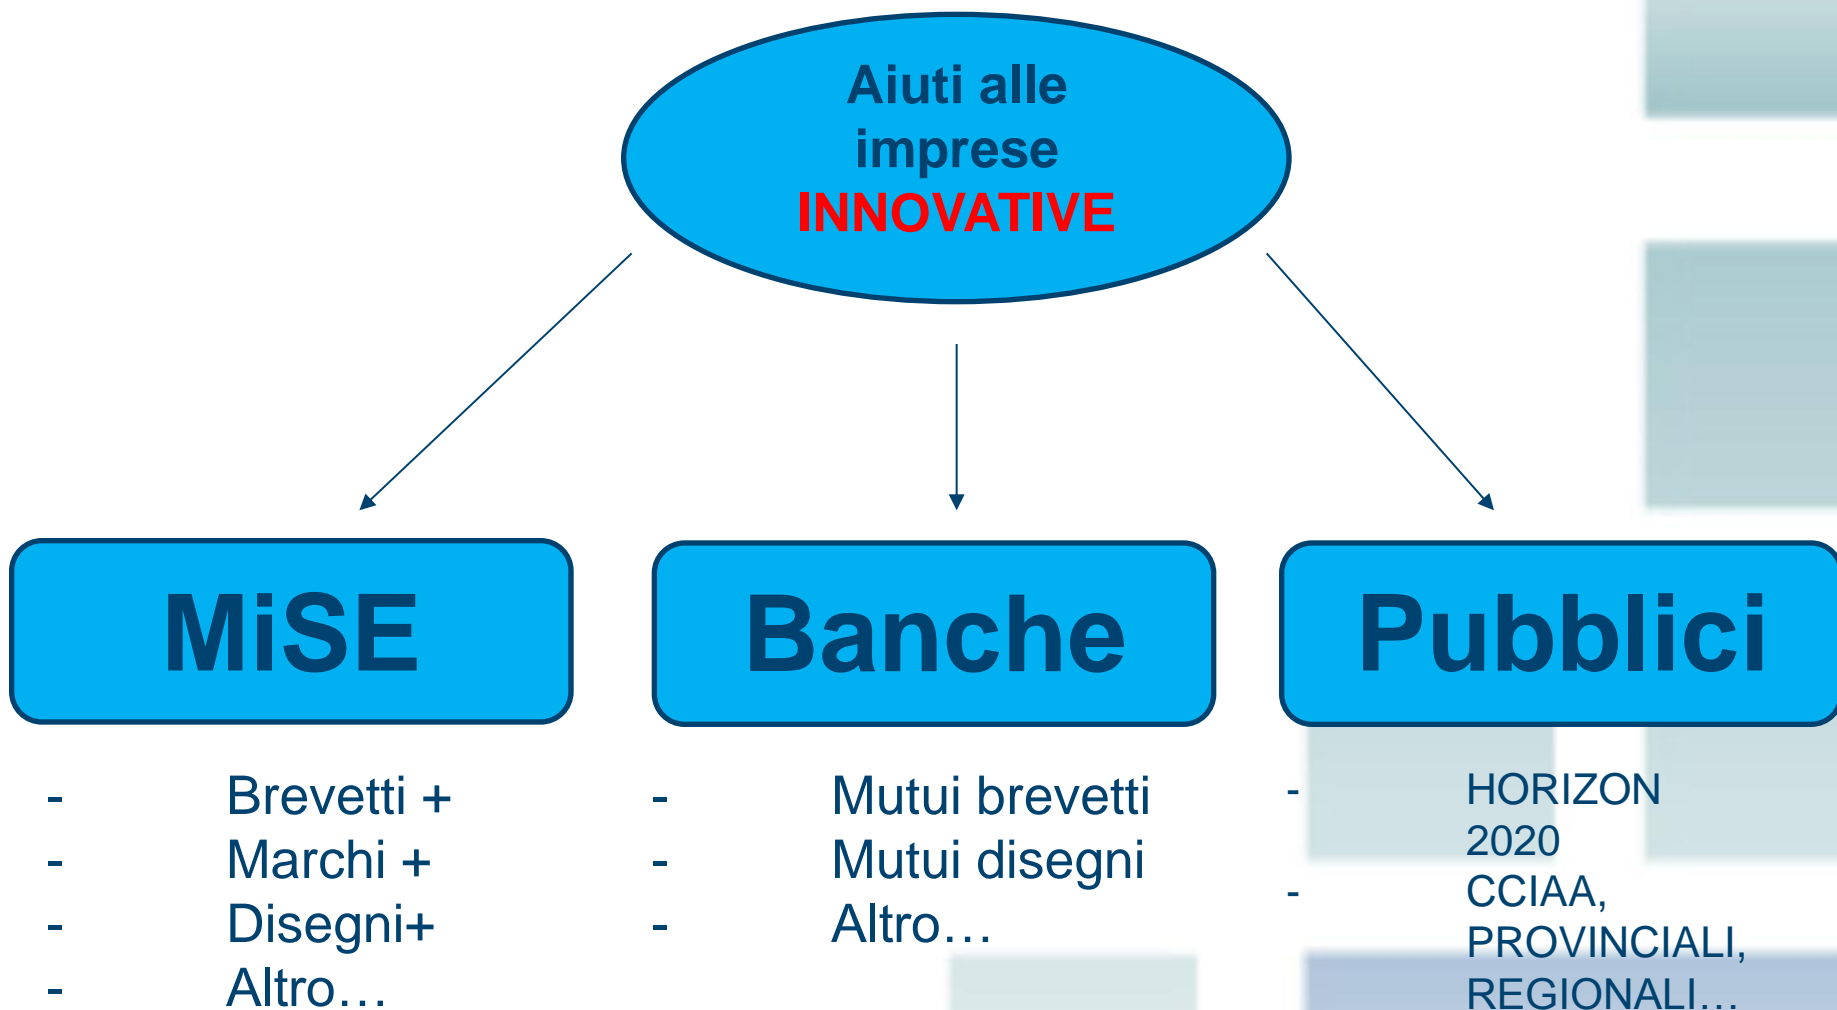 Aiuti alle
imprese
INNOVATIVE
MiSE
Banche
Pubblici
- Brevetti +
- Marchi +
- Disegni+
- Altro…
- Mutui brevetti
- Mutui disegni
- Altro…
- HORIZON
2020
- CCIAA,
PROVINCIALI,
REGIONALI…